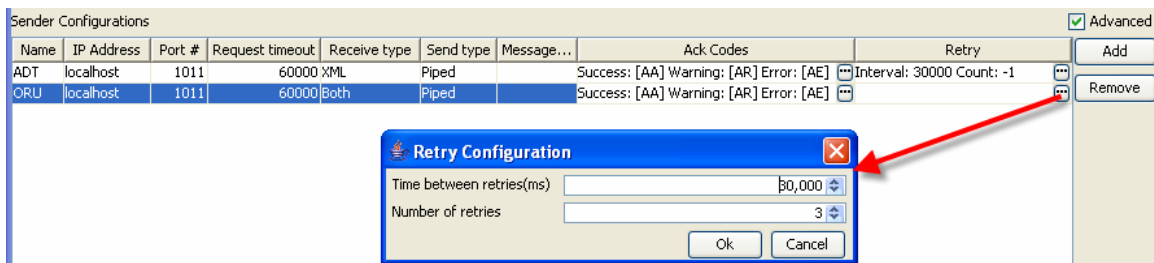 Sender Configurations Advanced
Name IP Address Port # Request timeout Receive type Send type Message... Ack Codes Retry Add
ADT localhost 1011 60000 XML Piped Success: [AA] Warning: [AR] Error: [AE] ... Interval: 30000 Count: -1 ...
ORU localhost 1011 60000 Both Piped Success: [AA] Warning: [AR] Error: [AE] ... ... Remove
Retry Configuration
Time between retries(ms) 30,000
Number of retries 3
Ok Cancel